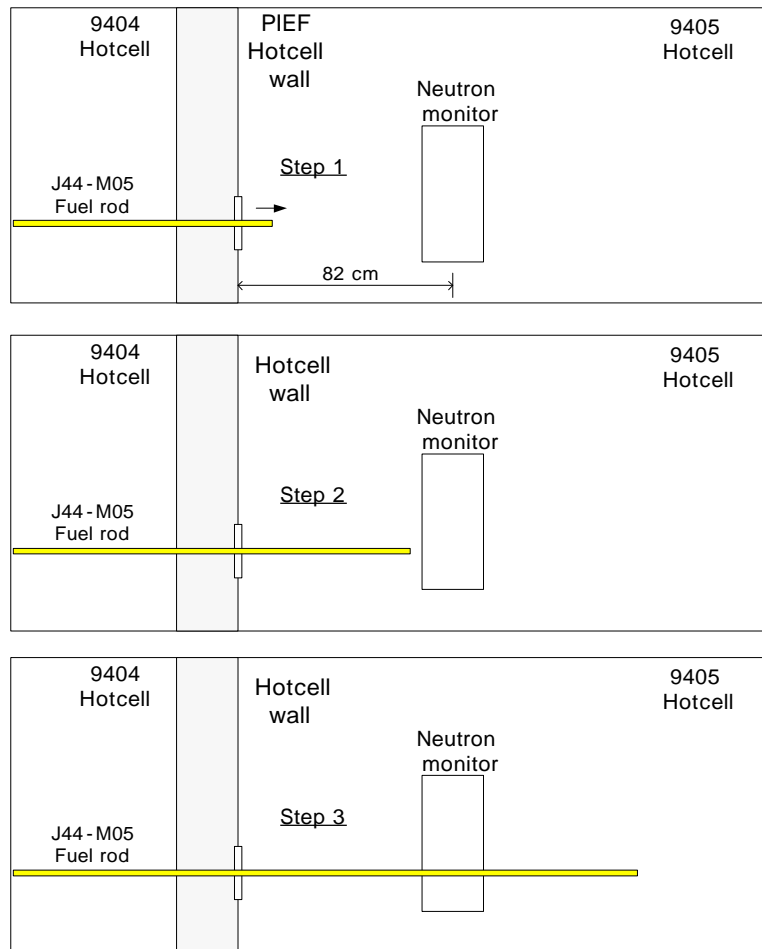 9404
Hotcell
PIEF
Hotcell
wall
9405
Hotcell
Neutron
monitor
Step 1
J44-M05
Fuel rod
82 cm
9404
Hotcell
Hotcell
wall
9405
Hotcell
Neutron
monitor
Step 2
J44-M05
Fuel rod
9404
Hotcell
Hotcell
wall
9405
Hotcell
Neutron
monitor
Step 3
J44-M05
Fuel rod